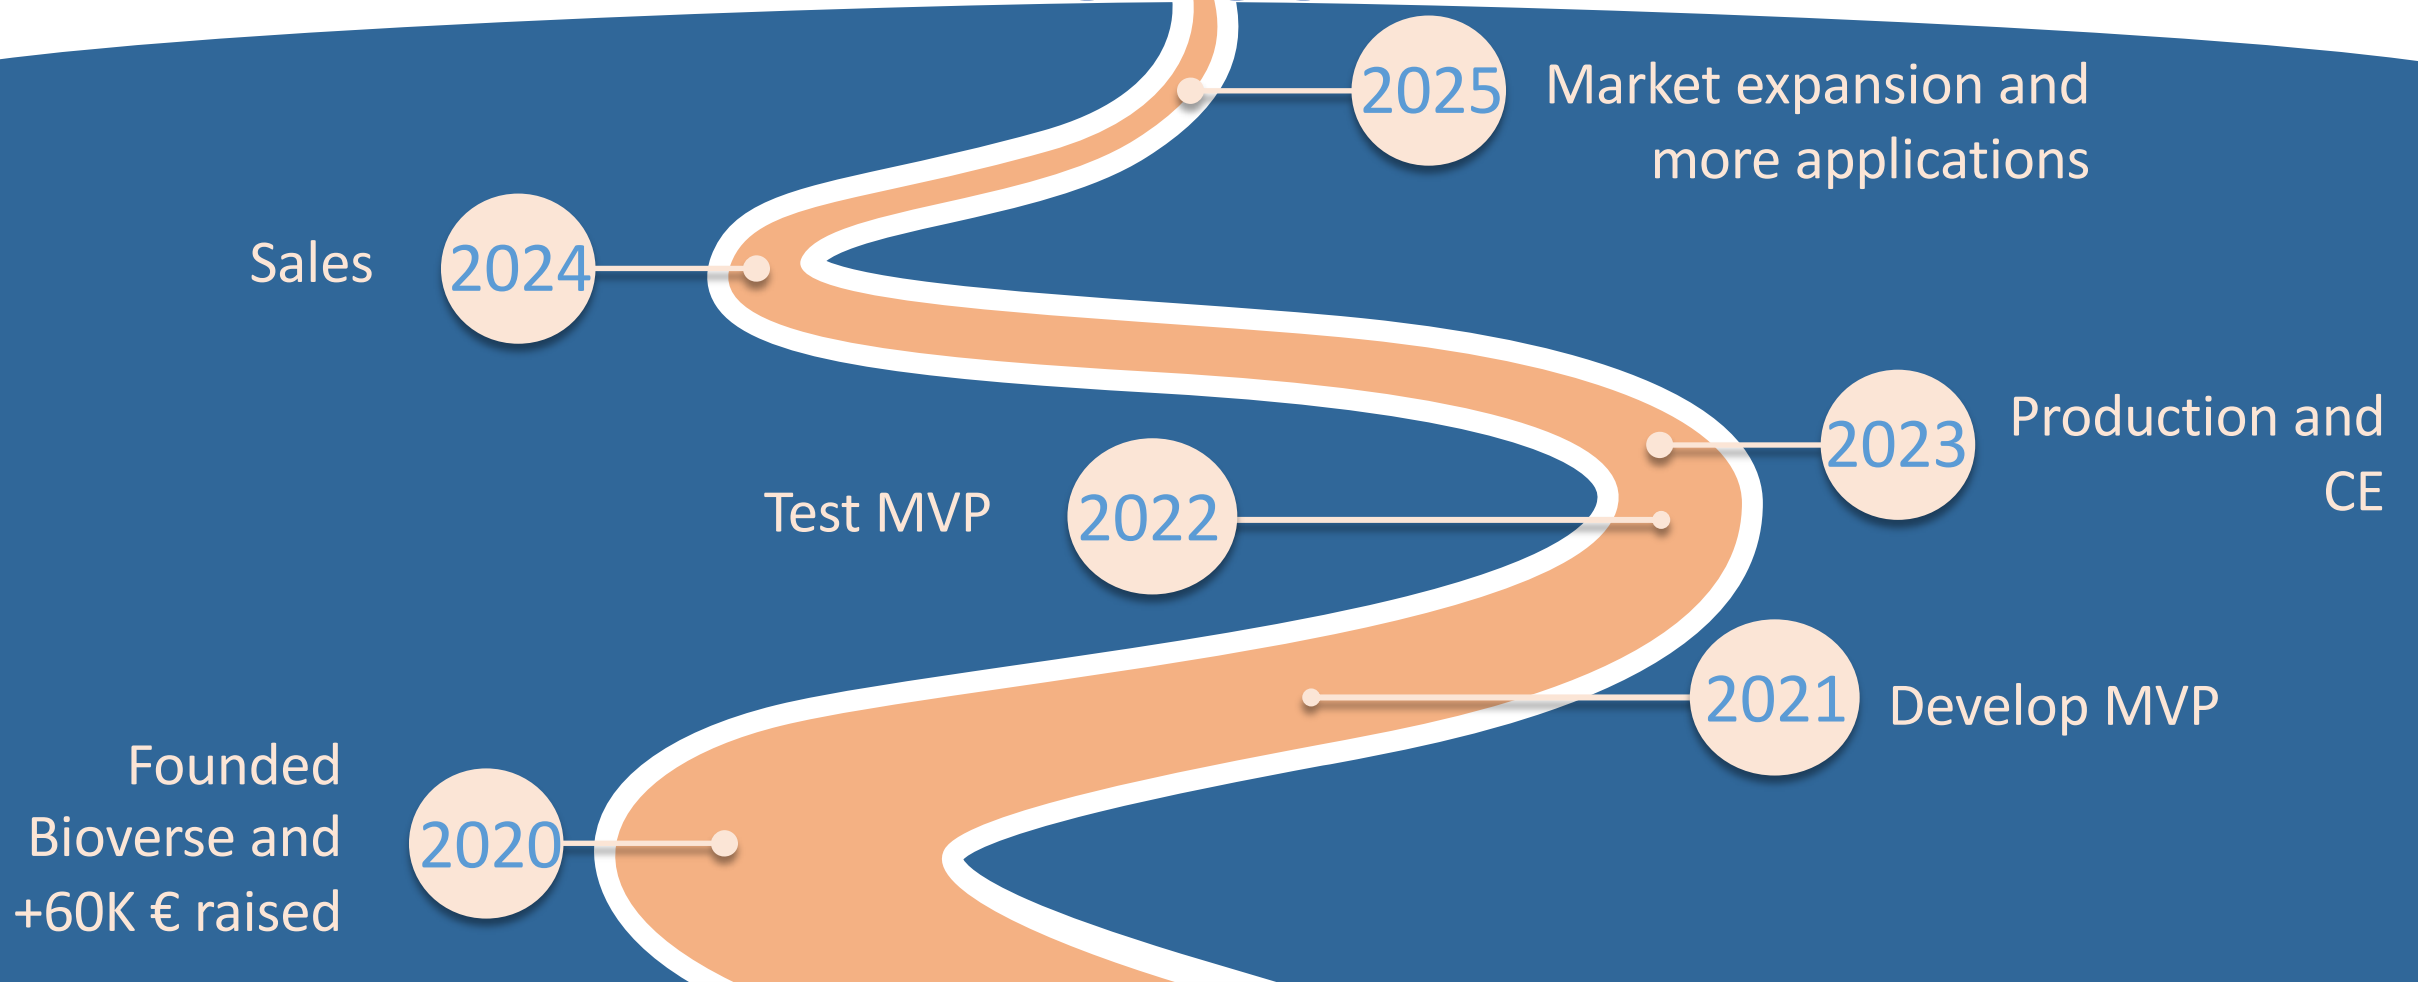 2025
Market expansion and
more applications
Sales
2024
2023
Production and
CE
Test MVP
2022
2021
Develop MVP
Founded
Bioverse and
+60K € raised
2020